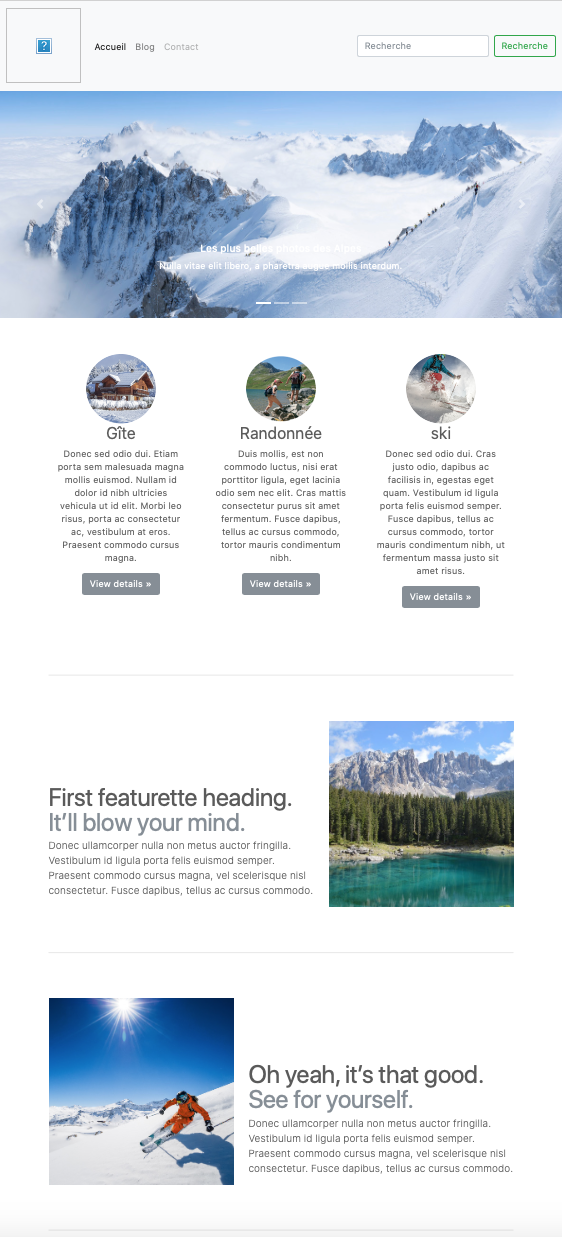 Accueil Blog Contact Recherche Recherche
Les plus belles photos des Alpes
Nulla vitae elit libero, a pharetra augue mollis interdum.
Gîte
Donec sed odio dui. Etiam
porta sem malesuada magna
mollis euismod. Nullam id
dolor id nibh ultricies
vehicula ut id elit. Morbi leo
risus, porta ac consectetur
ac, vestibulum at eros.
Praesent commodo cursus
magna.
View details »
Randonnée
Duis mollis, est non
commodo luctus, nisi erat
porttitor ligula, eget lacinia
odio sem nec elit. Cras mattis
consectetur purus sit amet
fermentum. Fusce dapibus,
tellus ac cursus commodo,
tortor mauris condimentum
nibh.
View details »
ski
Donec sed odio dui. Cras
justo odio, dapibus ac
facilisis in, egestas eget
quam. Vestibulum id ligula
porta felis euismod semper.
Fusce dapibus, tellus ac
cursus commodo, tortor
mauris condimentum nibh, ut
fermentum massa justo sit
amet risus.
View details »
First featurette heading.
It’ll blow your mind.
Donec ullamcorper nulla non metus auctor fringilla.
Vestibulum id ligula porta felis euismod semper.
Praesent commodo cursus magna, vel scelerisque nisl
consectetur. Fusce dapibus, tellus ac cursus commodo.
Oh yeah, it’s that good.
See for yourself.
Donec ullamcorper nulla non metus auctor fringilla.
Vestibulum id ligula porta felis euismod semper.
Praesent commodo cursus magna, vel scelerisque nisl
consectetur. Fusce dapibus, tellus ac cursus commodo.